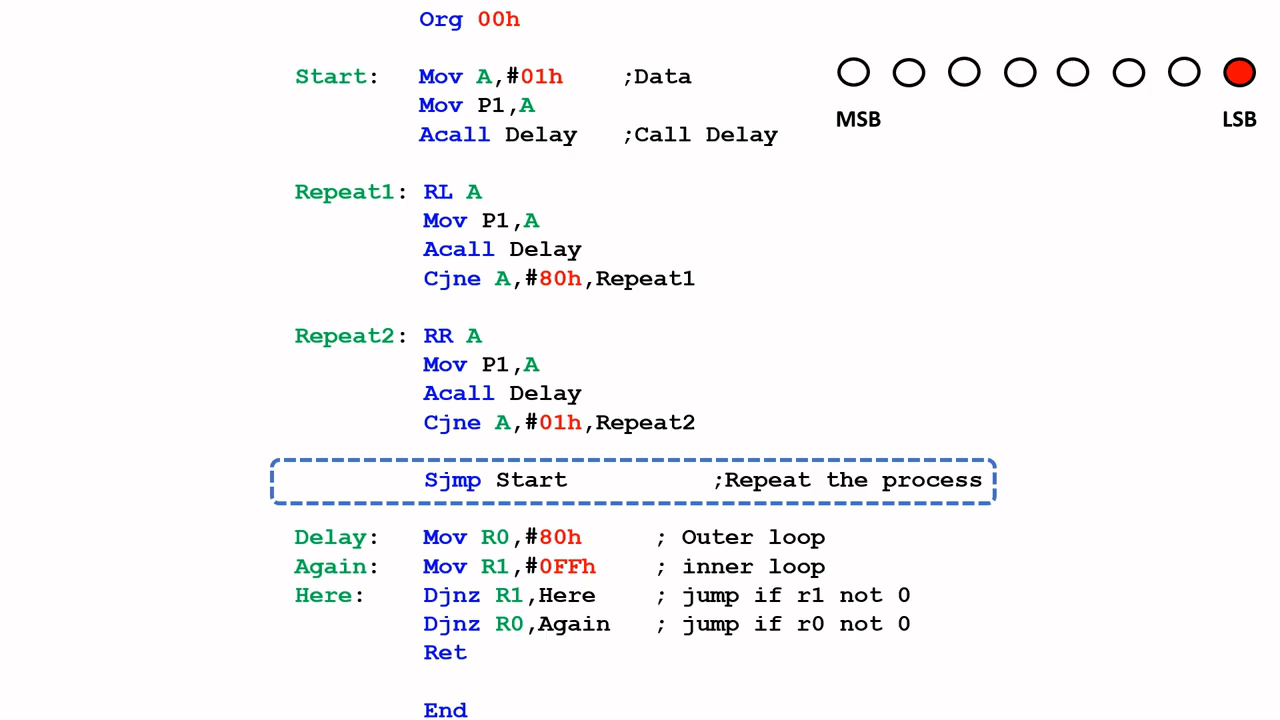 Org 00h
Start: Mov A,#01h ;Data
Mov P1,A
Acall Delay ;Call Delay
MSB LSB
Repeat1: RL A
Mov P1,A
Acall Delay
Cjne A,#80h,Repeat1
Repeat2: RR A
Mov P1,A
Acall Delay
Cjne A,#01h,Repeat2
Sjmp Start ;Repeat the process
Delay: Mov R0,#80h ; Outer loop
Again: Mov R1,#0FFh ; inner loop
Here: Djnz R1,Here ; jump if r1 not 0
Djnz R0,Again ; jump if r0 not 0
Ret
End